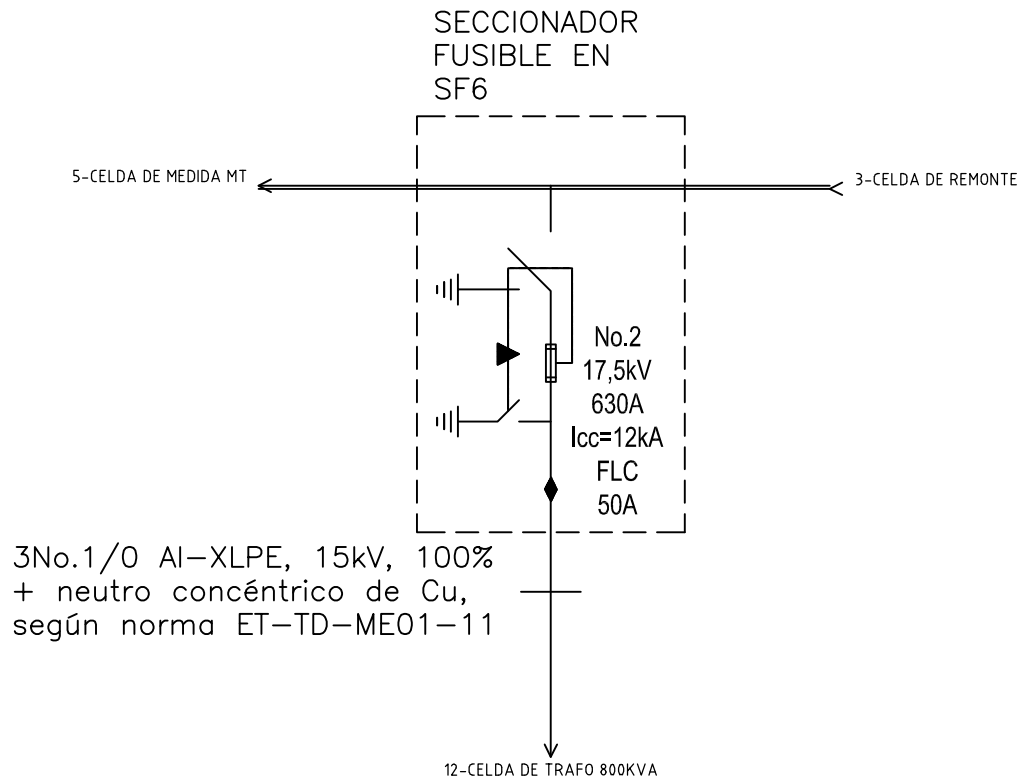 SECCIONADOR
FUSIBLE EN
SF6
5-CELDA DE MEDIDA MT
3-CELDA DE REMONTE
No.2
17,5kV
630A
Icc=12kA
FLC
50A
3No.1/0 Al-XLPE, 15kV, 100%
+ neutro concéntrico de Cu,
según norma ET-TD-ME01-11
12-CELDA DE TRAFO 800KVA